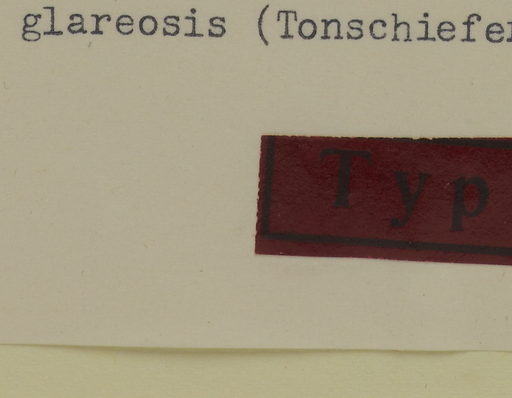 glareosis (Tonschiefer
Typ